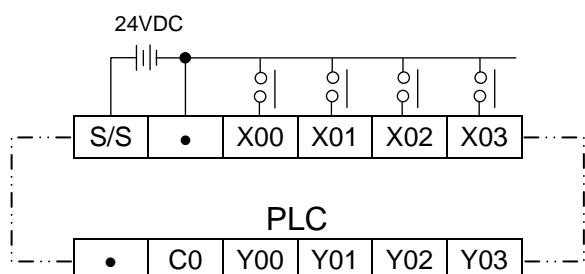 24VDC
S/S • X00 X01 X02 X03
PLC
• C0 Y00 Y01 Y02 Y03